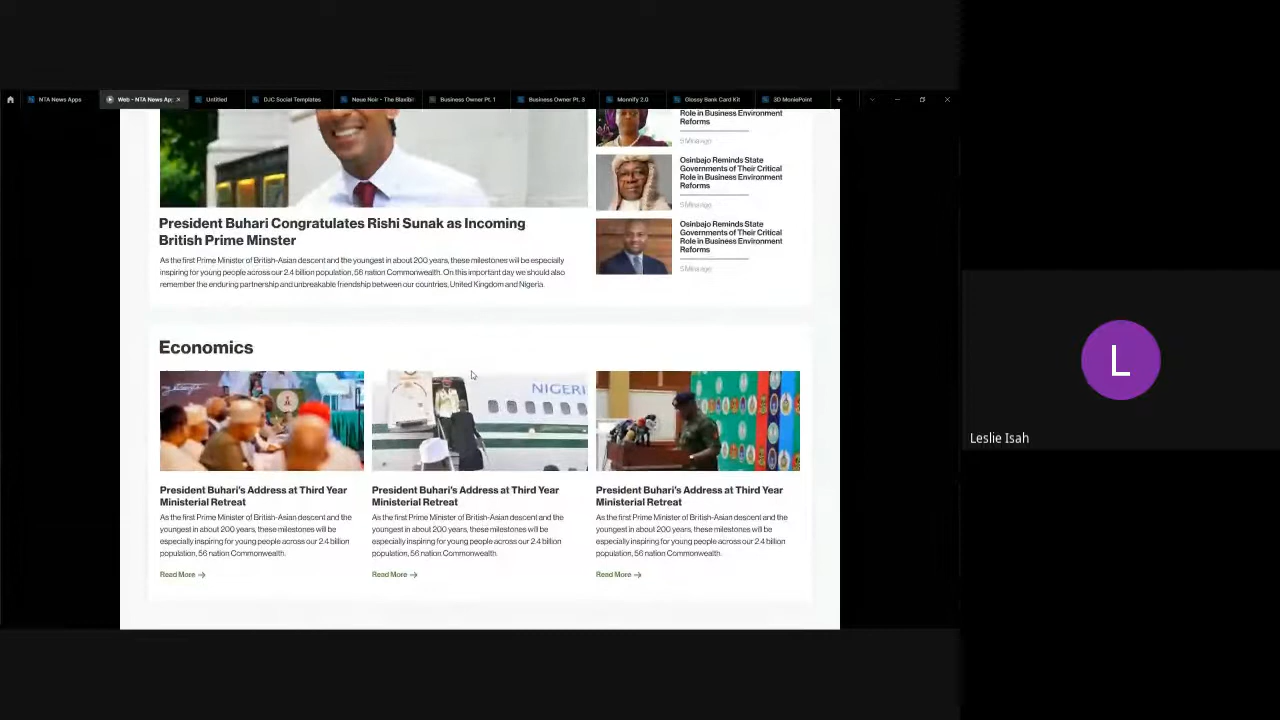 NTA News Apps
Web - NTA News Ap
Untitled
DJC Social Templates
Neue Noir - The Blaxibi
Business Owner Pt. 1
Business Owner Pt. 3
Monnify 2.0
Glossy Bank Card Kit
3D MoniePoint
Role in Business Environment
Reforms
Osinbajo Reminds State
Governments of Their Critical
Role in Business Environment
Reforms
5 Mins ago
Osinbajo Reminds State
Governments of Their Critical
Role in Business Environment
Reforms
5 Mins ago
President Buhari Congratulates Rishi Sunak as Incoming
British Prime Minster
As the first Prime Minister of British-Asian descent and the youngest in about 200 years, these milestones will be especially
inspiring for young people across our 2.4 billion population, 56 nation Commonwealth. On this important day we should also
remember the enduring partnership and unbreakable friendship between our countries, United Kingdom and Nigeria.
Economics
NIGERI
President Buhari's Address at Third Year
Ministerial Retreat
As the first Prime Minister of British-Asian descent and the
youngest in about 200 years, these milestones will be
especially inspiring for young people across our 2.4 billion
population, 56 nation Commonwealth.
Read More →
President Buhari's Address at Third Year
Ministerial Retreat
As the first Prime Minister of British-Asian descent and the
youngest in about 200 years, these milestones will be
especially inspiring for young people across our 2.4 billion
population, 56 nation Commonwealth.
Read More →
President Buhari's Address at Third Year
Ministerial Retreat
As the first Prime Minister of British-Asian descent and the
youngest in about 200 years, these milestones will be
especially inspiring for young people across our 2.4 billion
population, 56 nation Commonwealth.
Read More →
L
Leslie Isah